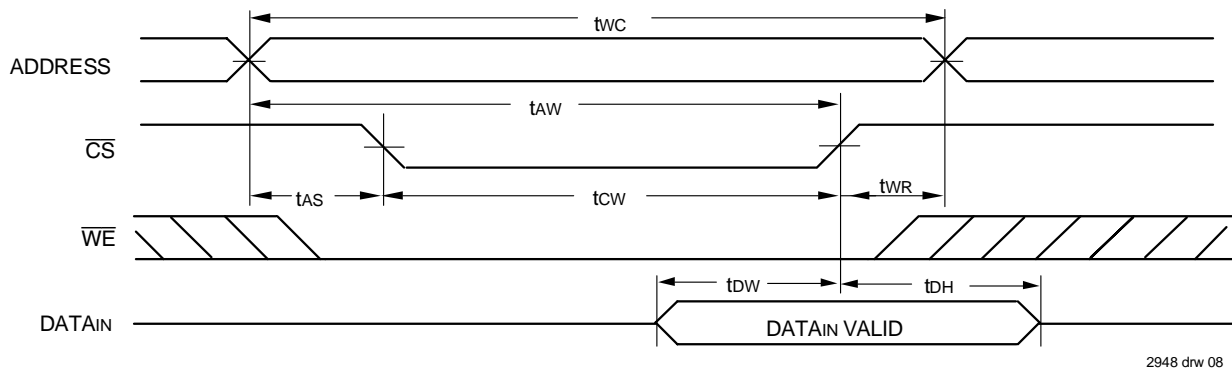 tWC
ADDRESS
tAW
CS
tAS
tCW
tWR
WE
tDW
tDH
DATAIN
DATAIN VALID
2948 drw 08